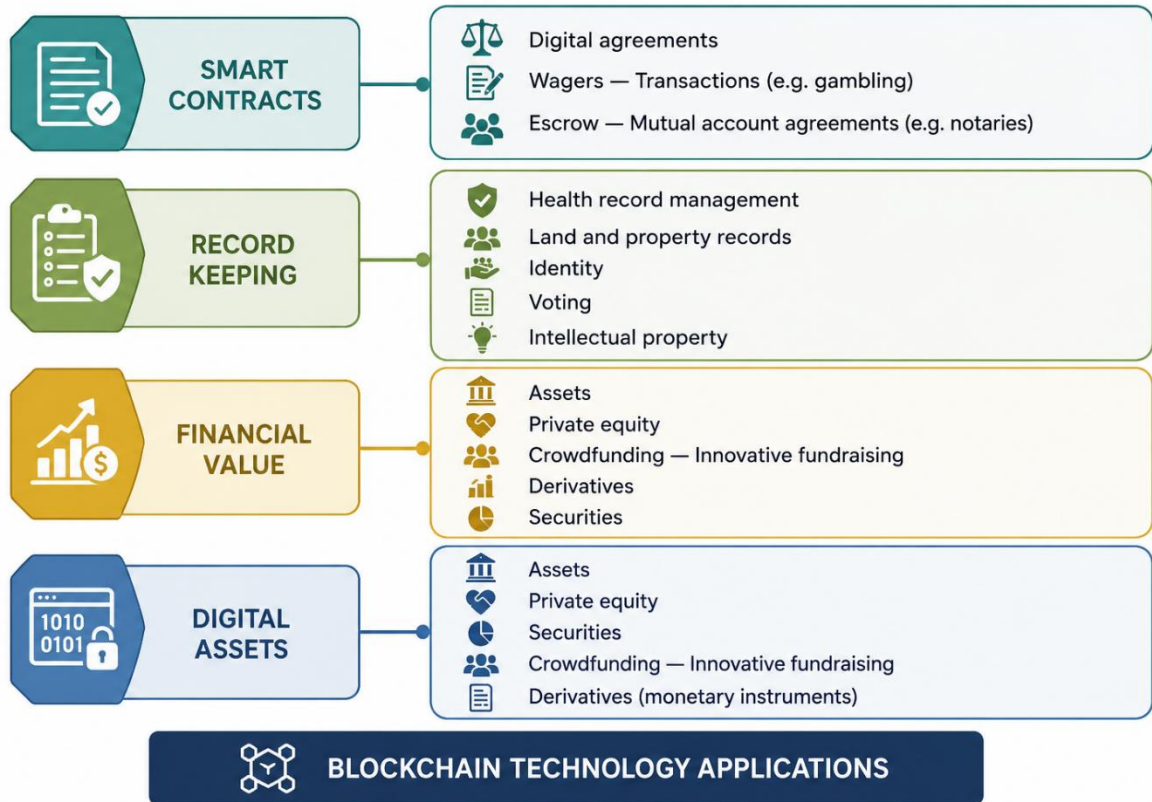 SMART
CONTRACTS
Digital agreements
Wagers — Transactions (e.g. gambling)
Escrow — Mutual account agreements (e.g. notaries)
RECORD
KEEPING
Health record management
Land and property records
Identity
Voting
Intellectual property
FINANCIAL
VALUE
$
Assets
Private equity
Crowdfunding — Innovative fundraising
Derivatives
Securities
1010
0101
DIGITAL
ASSETS
Assets
Private equity
Securities
Crowdfunding — Innovative fundraising
Derivatives (monetary instruments)
BLOCKCHAIN TECHNOLOGY APPLICATIONS